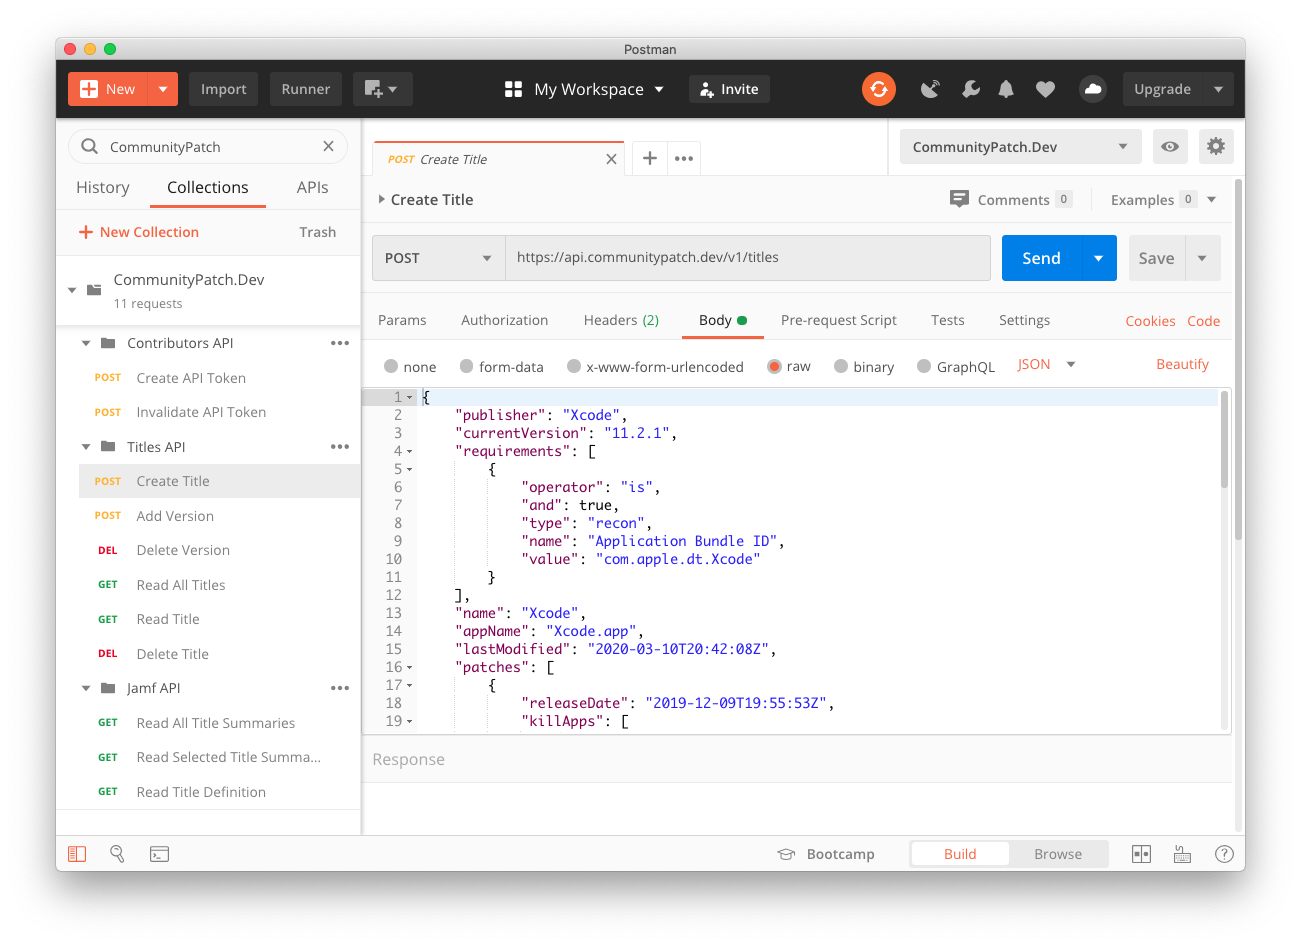 Postman
New
Import
Runner
My Workspace
Invite
Upgrade
CommunityPatch
History
Collections
APIs
New Collection
Trash
CommunityPatch.Dev
11 requests
Contributors API
POST Create API Token
POST Invalidate API Token
Titles API
POST Create Title
POST Add Version
DEL Delete Version
GET Read All Titles
GET Read Title
DEL Delete Title
Jamf API
GET Read All Title Summaries
GET Read Selected Title Summa...
GET Read Title Definition
POST Create Title
CommunityPatch.Dev
Create Title
Comments 0
Examples 0
POST
https://api.communitypatch.dev/v1/titles
Send
Save
Params
Authorization
Headers (2)
Body
Pre-request Script
Tests
Settings
Cookies
Code
none
form-data
x-www-form-urlencoded
raw
binary
GraphQL
JSON
Beautify
1 {
2 "publisher": "Xcode",
3 "currentVersion": "11.2.1",
4 "requirements": [
5 {
6 "operator": "is",
7 "and": true,
8 "type": "recon",
9 "name": "Application Bundle ID",
10 "value": "com.apple.dt.Xcode"
11 }
12 ],
13 "name": "Xcode",
14 "appName": "Xcode.app",
15 "lastModified": "2020-03-10T20:42:08Z",
16 "patches": [
17 {
18 "releaseDate": "2019-12-09T19:55:53Z",
19 "killApps": [
Response
Bootcamp
Build
Browse